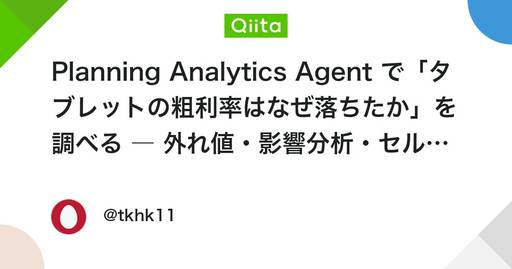 Qiita
Planning Analytics Agent で「タ
ブレットの粗利率はなぜ落ちたか」を
調べる ― 外れ値・影響分析・セル…
@tkhk11